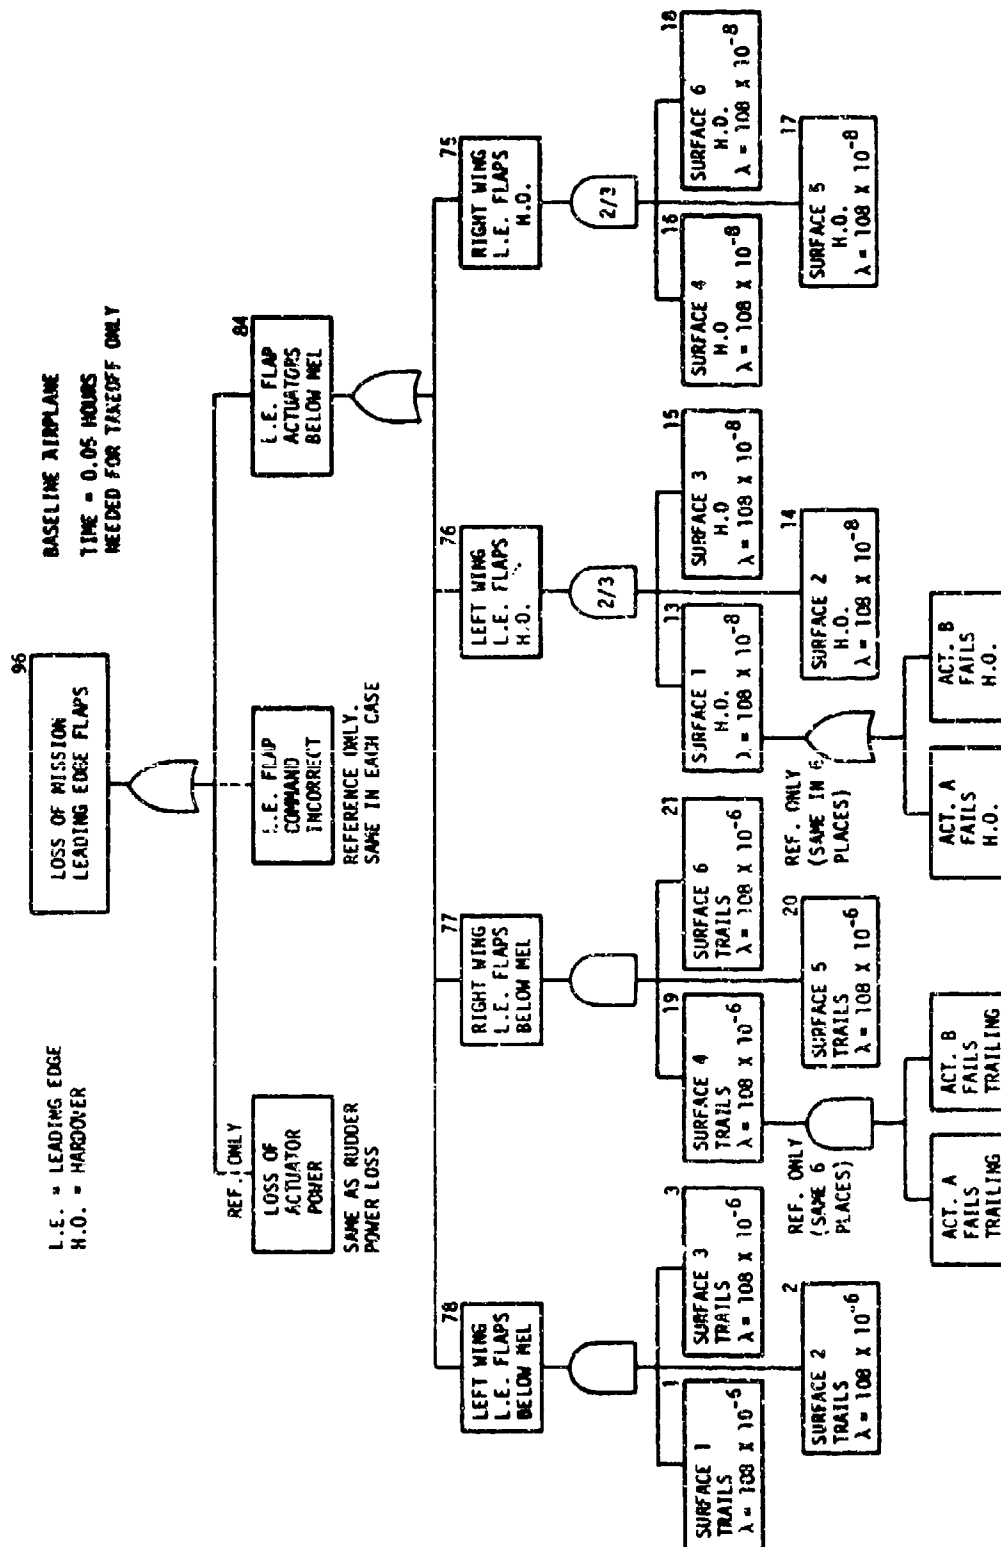 L.E. = LEADING EDGE
H.O. = HARDOVER
BASELINE AIRPLANE
TIME = 0.05 HOURS
NEEDED FOR TAKEOFF ONLY
96
LOSS OF MISSION
LEADING EDGE FLAPS
REF. ONLY
LOSS OF
ACTUATOR
POWER
SAME AS RUDDER
POWER LOSS
L.E. FLAP
COMMAND
INCORRECT
REFERENCE ONLY.
SAME IN EACH CASE
84
L.E. FLAP
ACTUATORS
BELOW MEL
78
LEFT WING
L.E. FLAPS
BELOW MEL
77
RIGHT WING
L.E. FLAPS
BELOW MEL
76
LEFT WING
L.E. FLAPS
H.O.
75
RIGHT WING
L.E. FLAPS
H.O.
2/3
2/3
1
SURFACE 1
TRAILS
λ = 108 X 10-6
3
SURFACE 3
TRAILS
λ = 108 X 10-6
2
SURFACE 2
TRAILS
λ = 108 X 10-6
19
SURFACE 4
TRAILS
λ = 108 X 10-6
21
SURFACE 6
TRAILS
λ = 108 X 10-6
20
SURFACE 5
TRAILS
λ = 108 X 10-6
REF. ONLY
(SAME 6
PLACES)
ACT. A
FAILS
TRAILING
ACT. B
FAILS
TRAILING
13
SURFACE 1
H.O.
λ = 108 X 10-8
15
SURFACE 3
H.O
λ = 108 X 10-8
14
SURFACE 2
H.O.
λ = 108 X 10-8
REF. ONLY
(SAME IN 6
PLACES)
ACT. A
FAILS
H.O.
ACT. B
FAILS
H.O.
16
SURFACE 4
H.O
λ = 108 X 10-8
18
SURFACE 6
H.O.
λ = 108 X 10-8
17
SURFACE 5
H.O.
λ = 108 X 10-8